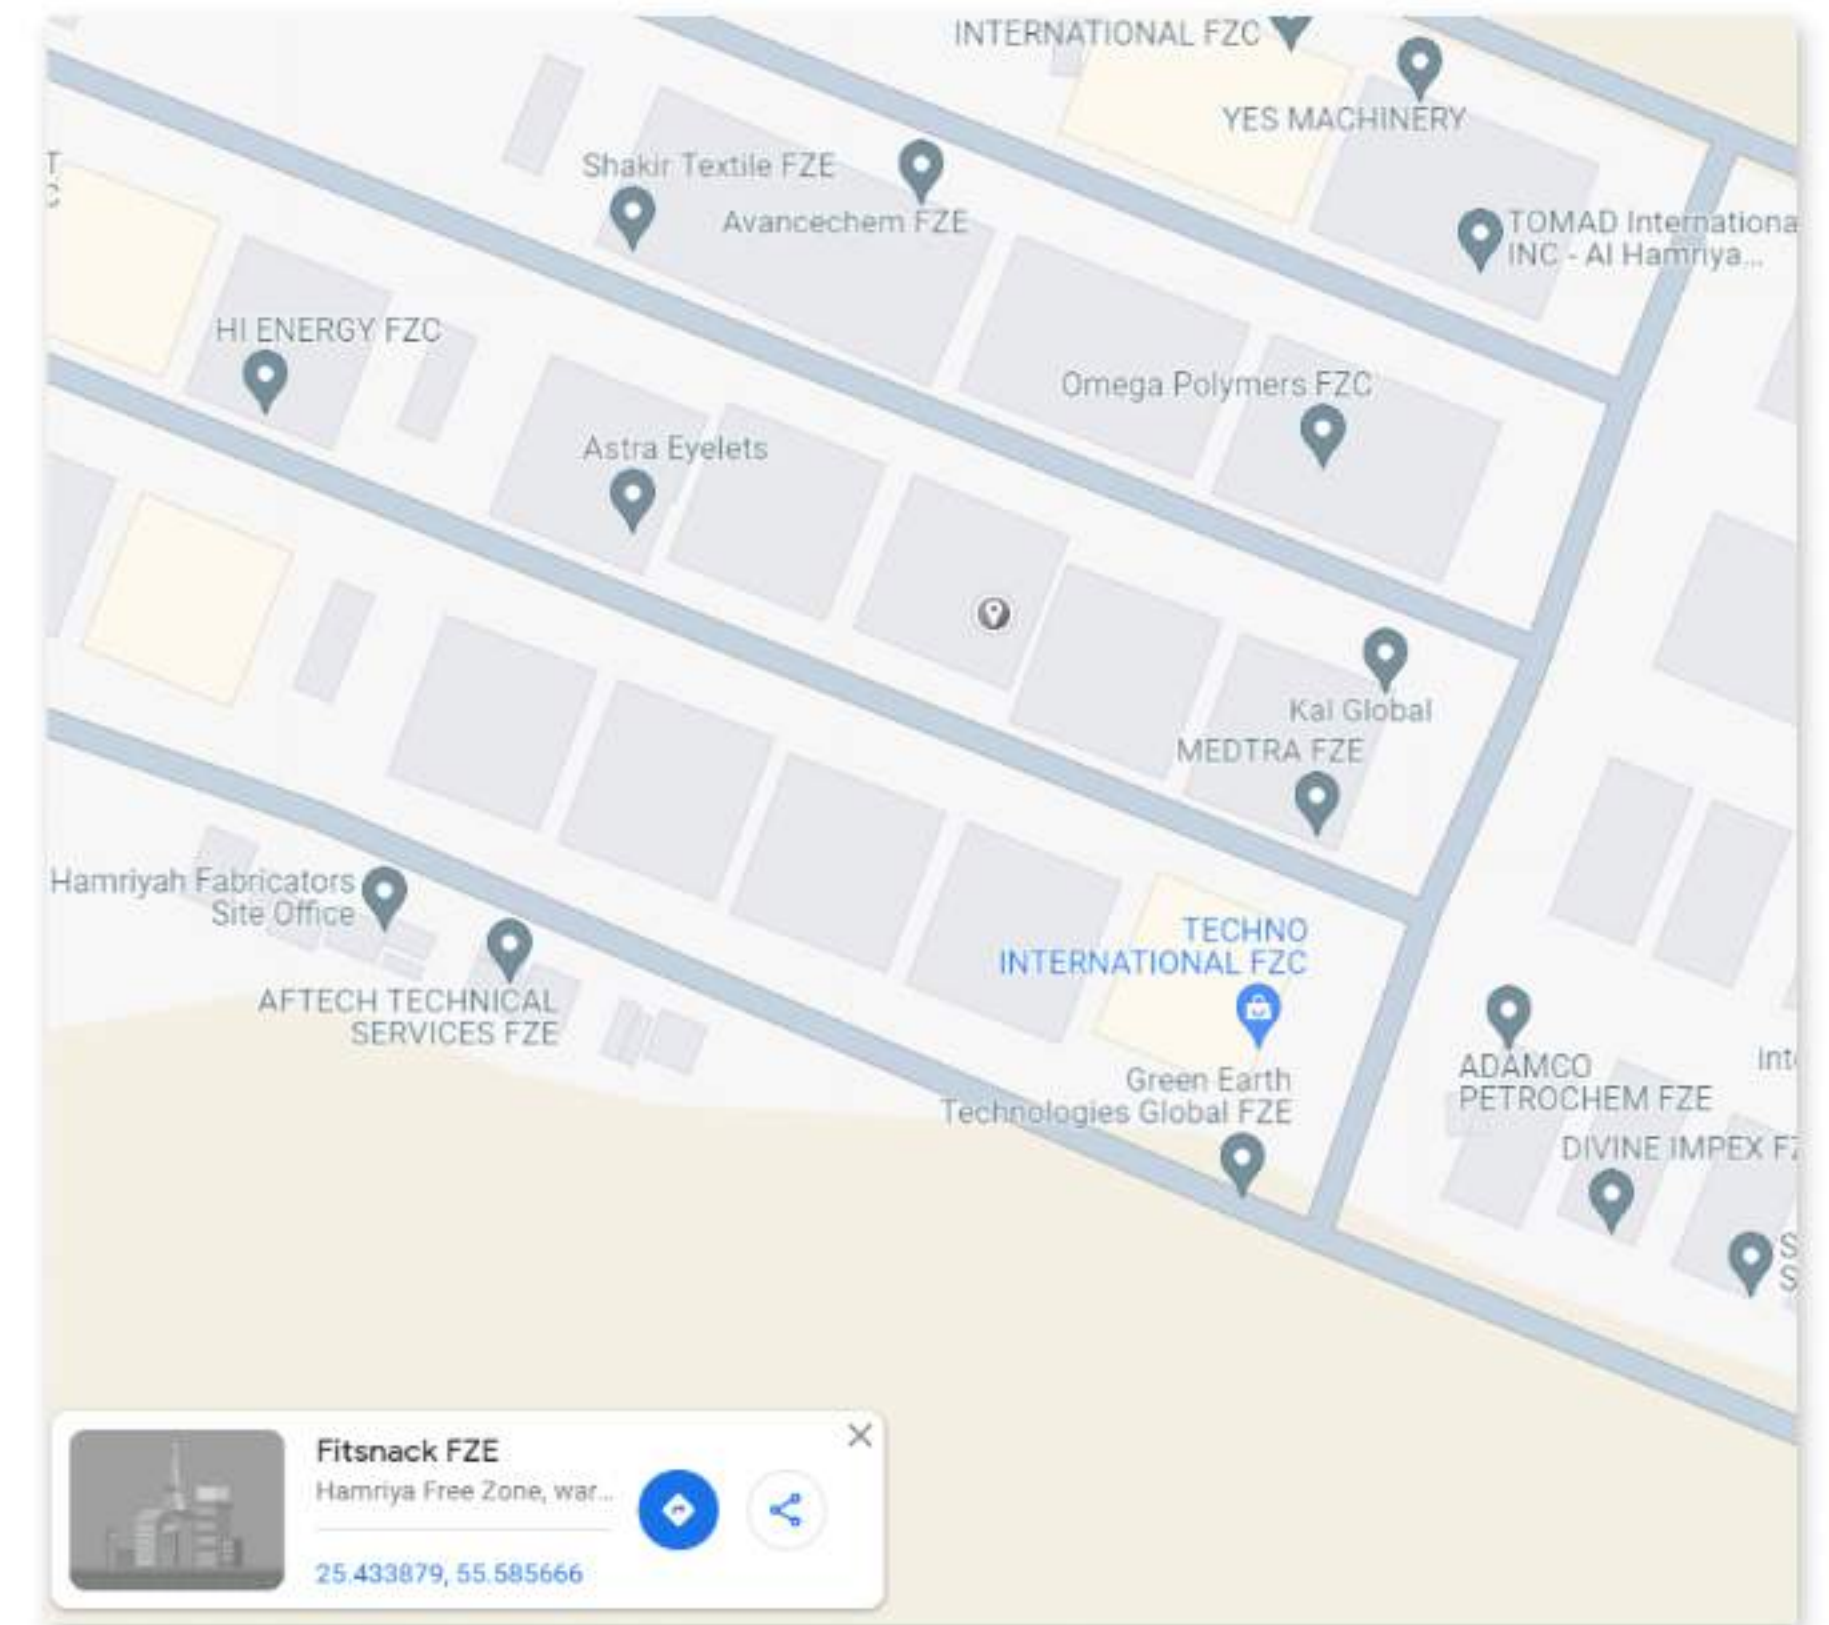 INTERNATIONAL FZC
YES MACHINERY
Shakir Textile FZE
Avancechem FZE
TOMAD Internationa
INC - Al Hamriya...
HI ENERGY FZC
Omega Polymers FZC
Astra Eyelets
Kal Global
MEDTRA FZE
Hamriyah Fabricators
Site Office
TECHNO
INTERNATIONAL FZC
AFTECH TECHNICAL
SERVICES FZE
Green Earth
Technologies Global FZE
ADAMCO
PETROCHEM FZE
Int
DIVINE IMPEX F
S
S
Fitsnack FZE
Hamriya Free Zone, war...
25.433879, 55.585666